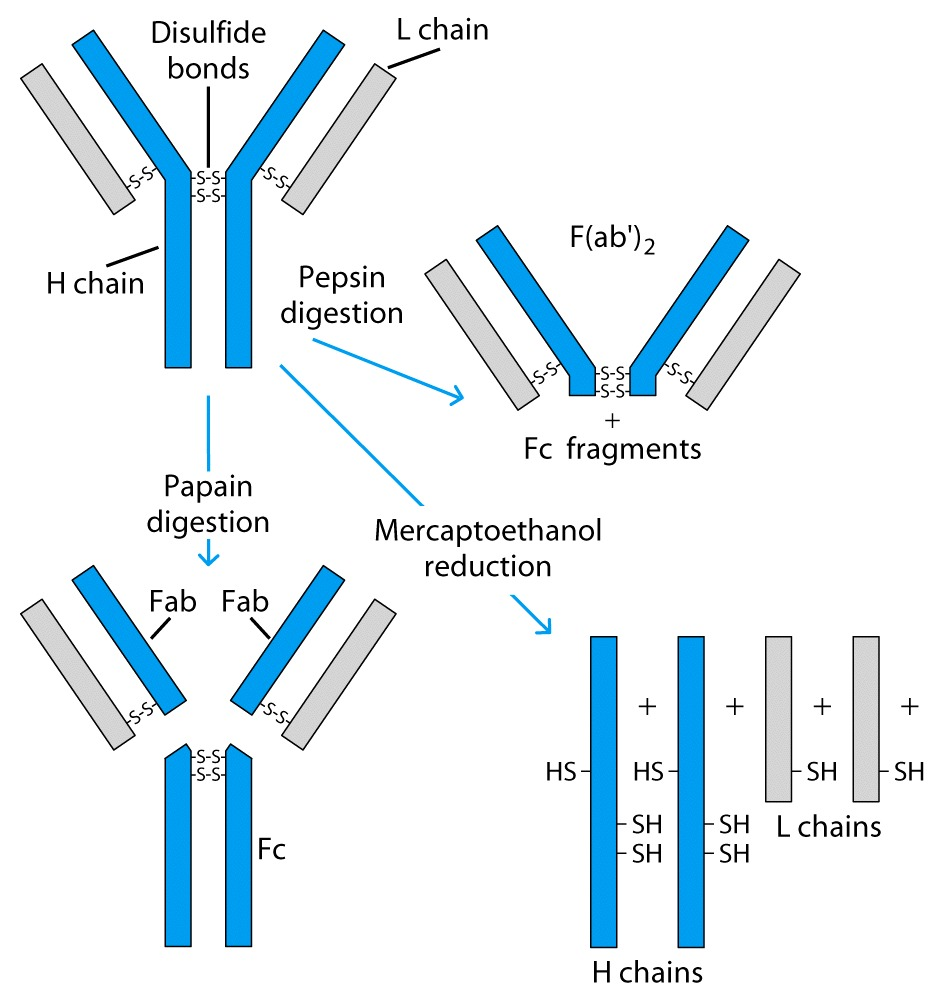 Disulfide
bonds
L chain
S-S
S-S
S-S
S-S
H chain
Pepsin
digestion
F(ab')2
S-S
S-S
S-S
S-S
+
Fc fragments
Papain
digestion
Mercaptoethanol
reduction
Fab
Fab
S-S
S-S
S-S
S-S
Fc
+
+
+
+
HS
HS
SH
SH
SH
SH
SH
SH
L chains
H chains